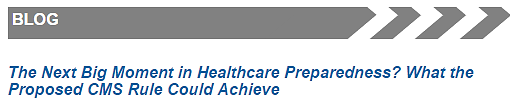 BLOG
The Next Big Moment in Healthcare Preparedness? What the
Proposed CMS Rule Could Achieve